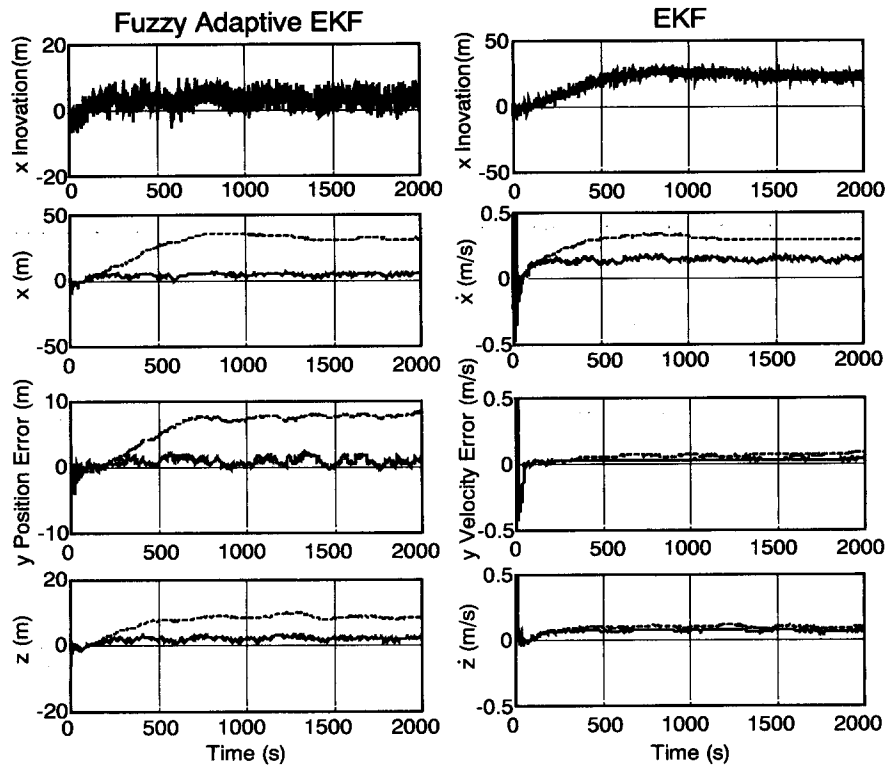 Fuzzy Adaptive EKF
EKF
20
0
-20
x Inovation (m)
0 500 1000 1500 2000
50
0
-50
x Inovation(m)
0 500 1000 1500 2000
50
0
-50
x (m)
0 500 1000 1500 2000
0.5
0
-0.5
ẋ (m/s)
0 500 1000 1500 2000
10
0
-10
y Position Error (m)
0 500 1000 1500 2000
0.5
0
-0.5
y Velocity Error (m/s)
0 500 1000 1500 2000
20
0
-20
z (m)
0 500 1000 1500 2000
Time (s)
0.5
0
-0.5
ż (m/s)
0 500 1000 1500 2000
Time (s)